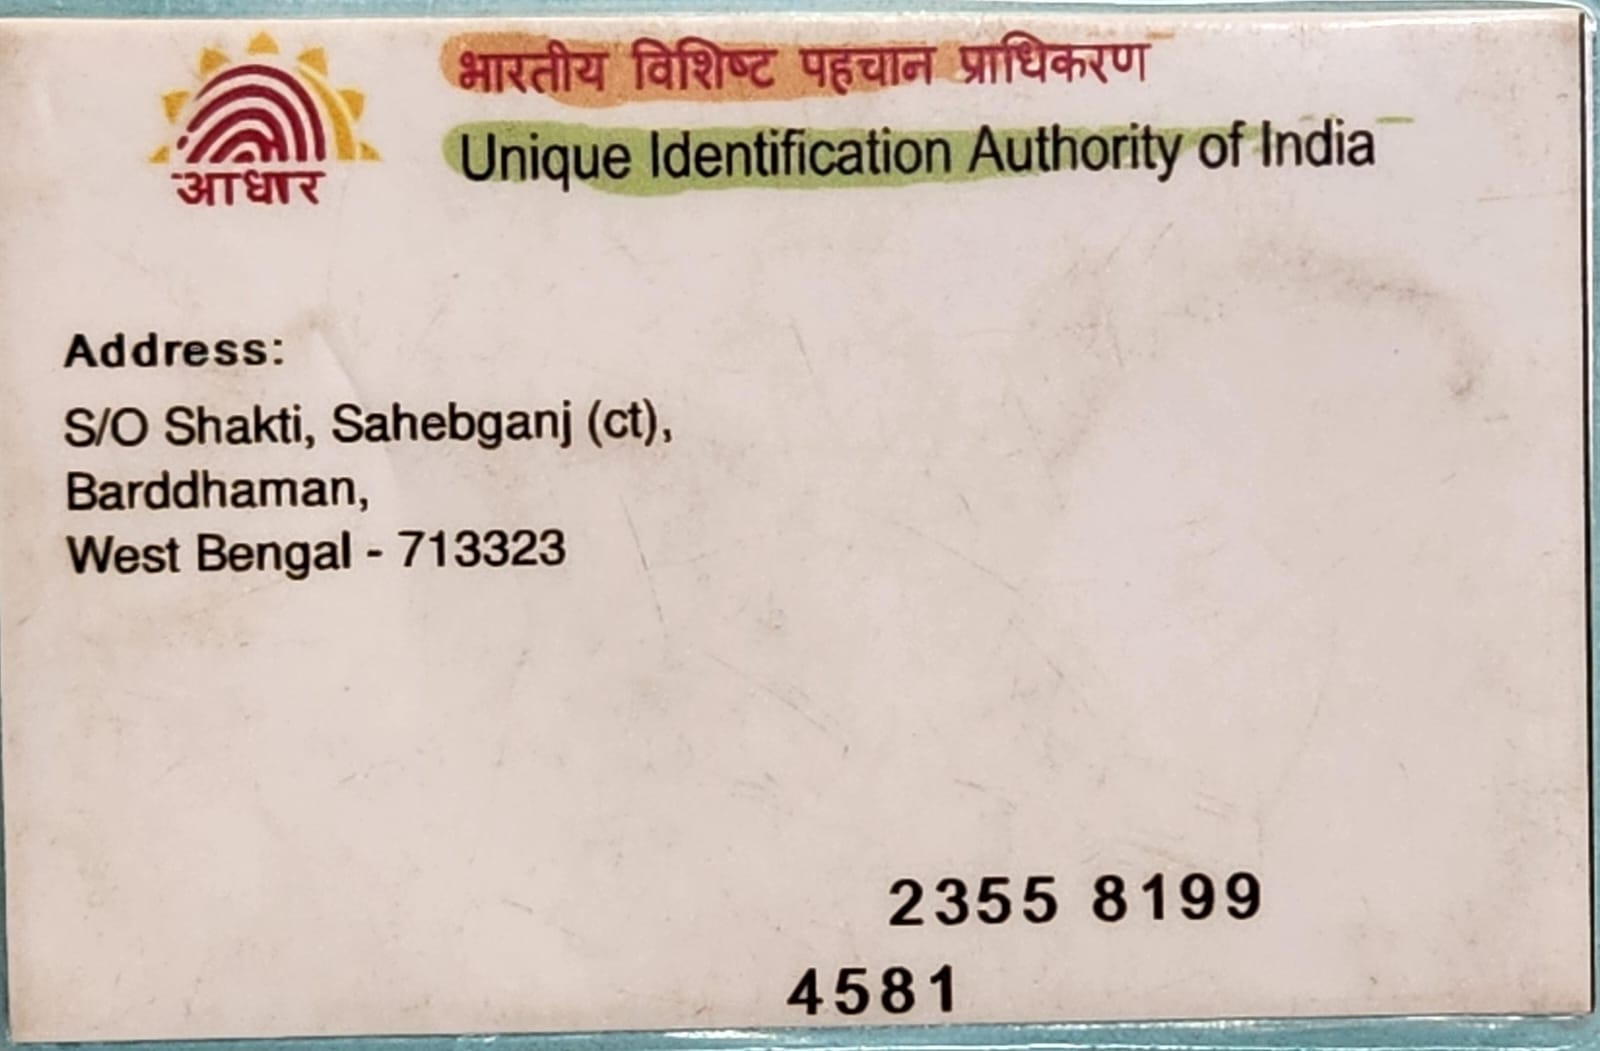 आधार
भारतीय विशिष्ट पहचान प्राधिकरण
Unique Identification Authority of India
Address:
S/O Shakti, Sahebganj (ct),
Barddhaman,
West Bengal - 713323
2355 8199
4581